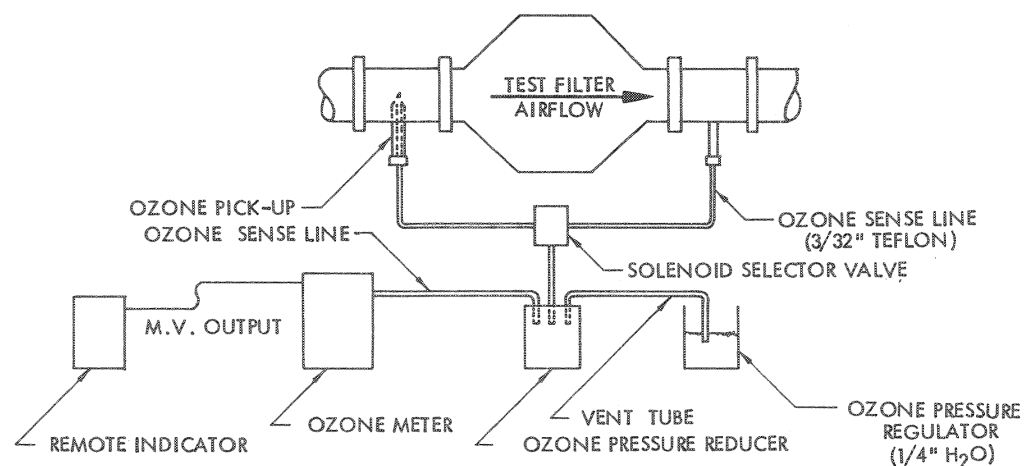 TEST FILTER
AIRFLOW
OZONE PICK-UP
OZONE SENSE LINE
OZONE SENSE LINE
(3/32" TEFLON)
SOLENOID SELECTOR VALVE
M.V. OUTPUT
REMOTE INDICATOR
OZONE METER
VENT TUBE
OZONE PRESSURE REDUCER
OZONE PRESSURE
REGULATOR
(1/4" H₂O)